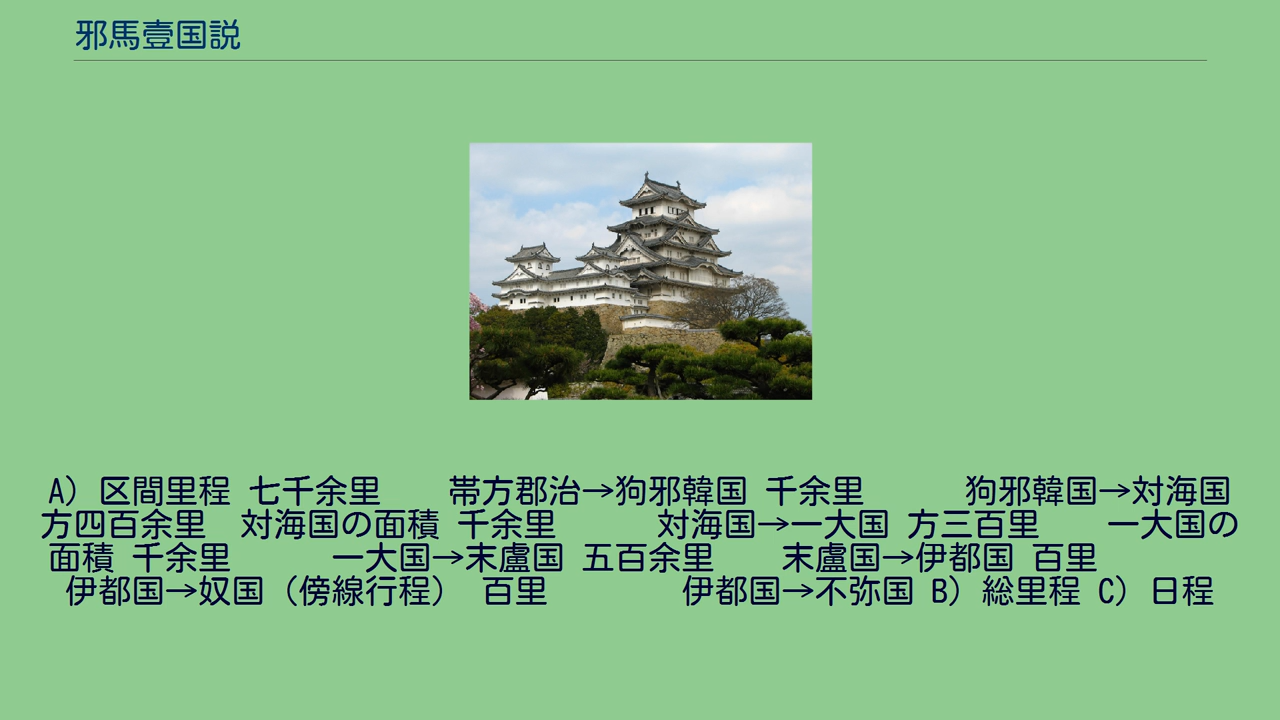 邪馬壹国説
A) 区間里程 七千余里　　帯方郡治→狗邪韓国 千余里　　　狗邪韓国→対海国
方四百余里　対海国の面積 千余里　　　対海国→一大国 方三百里　　一大国の
面積 千余里　　　一大国→末盧国 五百余里　　末盧国→伊都国 百里
伊都国→奴国（傍線行程） 百里　　　　伊都国→不弥国 B) 総里程 C) 日程